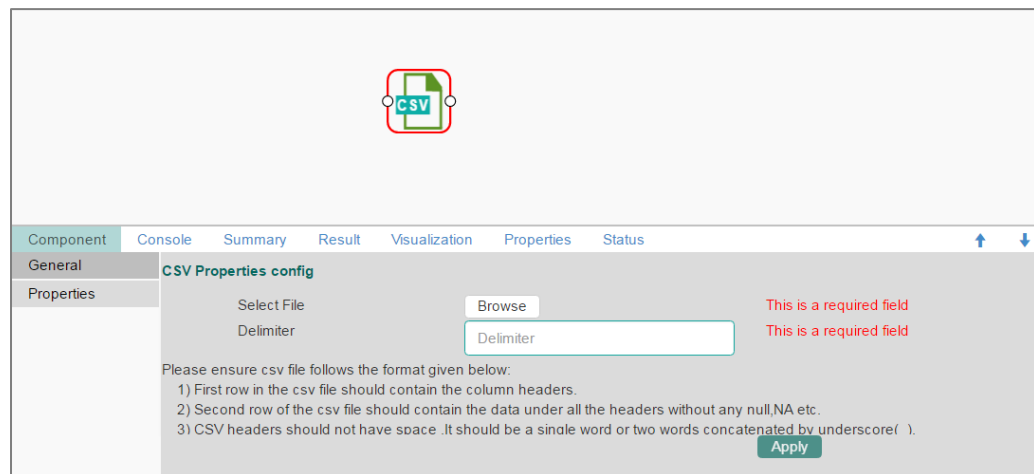 CSV
Component Console Summary Result Visualization Properties Status
General
CSV Properties config
Properties
Select File Browse This is a required field
Delimiter Delimiter This is a required field
Please ensure csv file follows the format given below:
1) First row in the csv file should contain the column headers.
2) Second row of the csv file should contain the data under all the headers without any null,NA etc.
3) CSV headers should not have space .It should be a single word or two words concatenated by underscore(_).
Apply